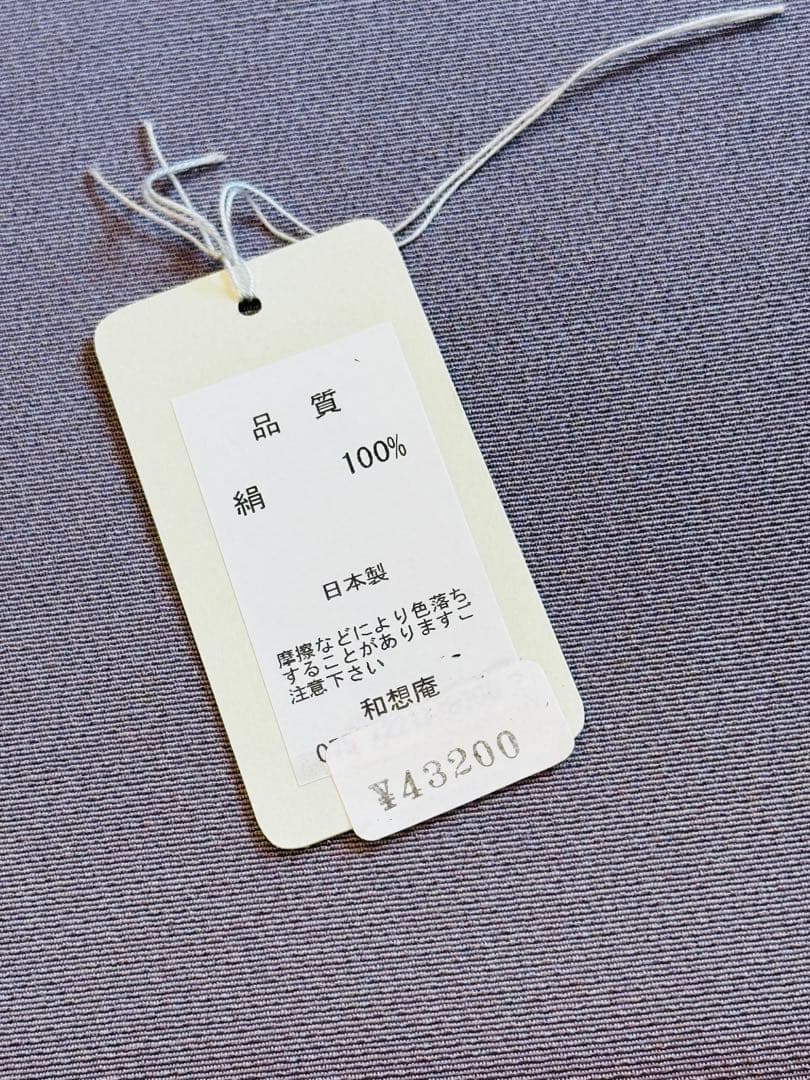 品質
絹 100%
日本製
摩擦などにより色落ち
することがありますご
注意下さい
和想庵
¥43200